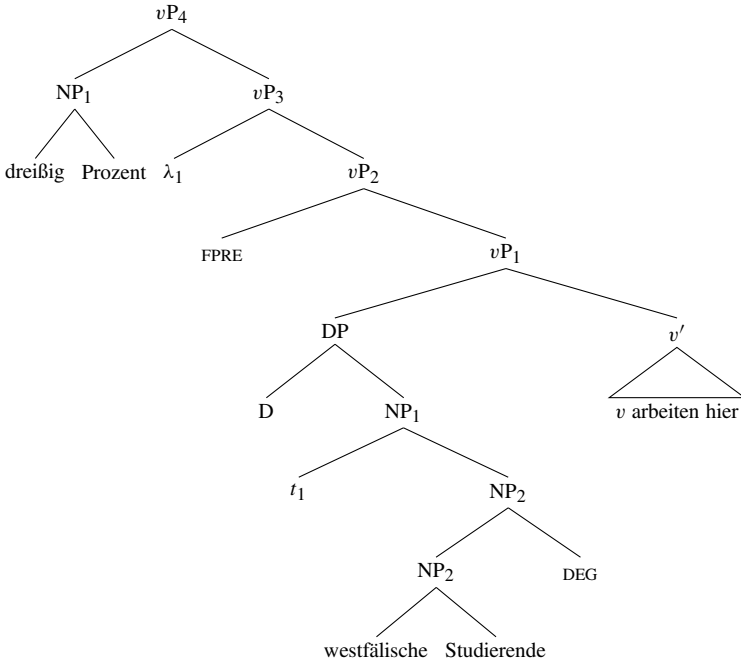 vP₄
NP₁ vP₃
dreißig Prozent λ₁ vP₂
FPRE vP₁
DP v′
D NP₁ v arbeiten hier
t₁ NP₂
NP₂ DEG
westfälische Studierende